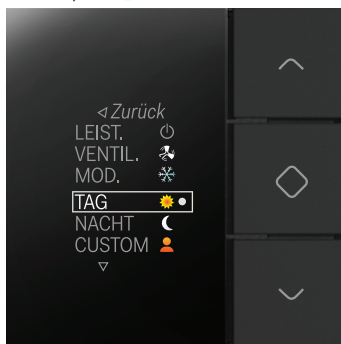 Zurück
LEIST.
VENTIL.
MOD.
TAG
NACHT
CUSTOM